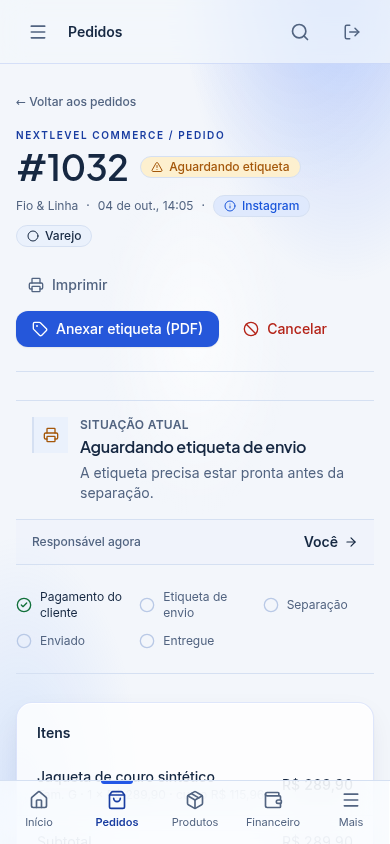 Pedidos
← Voltar aos pedidos
NEXTLEVEL COMMERCE / PEDIDO
#1032 Aguardando etiqueta
Fio & Linha · 04 de out., 14:05 · Instagram
Varejo
Imprimir
Anexar etiqueta (PDF) Cancelar
SITUAÇÃO ATUAL
Aguardando etiqueta de envio
A etiqueta precisa estar pronta antes da
separação.
Responsável agora Você →
Pagamento do cliente
Etiqueta de envio
Separação
Enviado
Entregue
Itens
Jaqueta de couro sintético R$ 289,90
Início Pedidos Produtos Financeiro Mais
Subtotal R$ 289,90